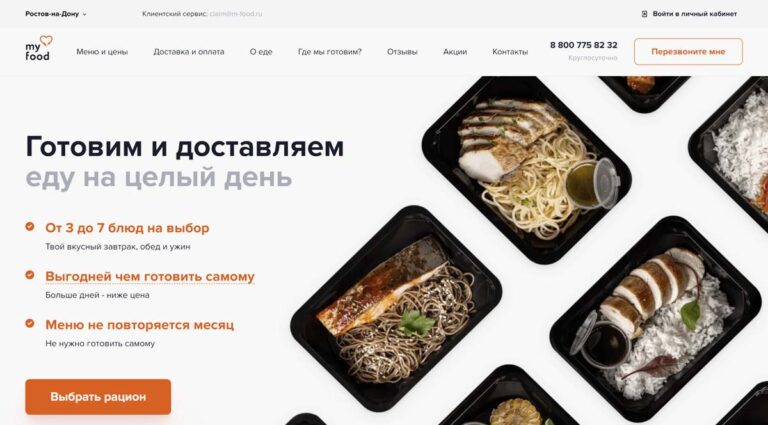 Ростов-на-Дону
Клиентский сервис: claim@m-food.ru
Войти в личный кабинет
my
food
Меню и цены
Доставка и оплата
О еде
Где мы готовим?
Отзывы
Акции
Контакты
8 800 775 82 32
Круглосуточно
Перезвоните мне
Готовим и доставляем
еду на целый день
От 3 до 7 блюд на выбор
Твой вкусный завтрак, обед и ужин
Выгодней чем готовить самому
Больше дней - ниже цена
Меню не повторяется месяц
Не нужно готовить самому
Выбрать рацион